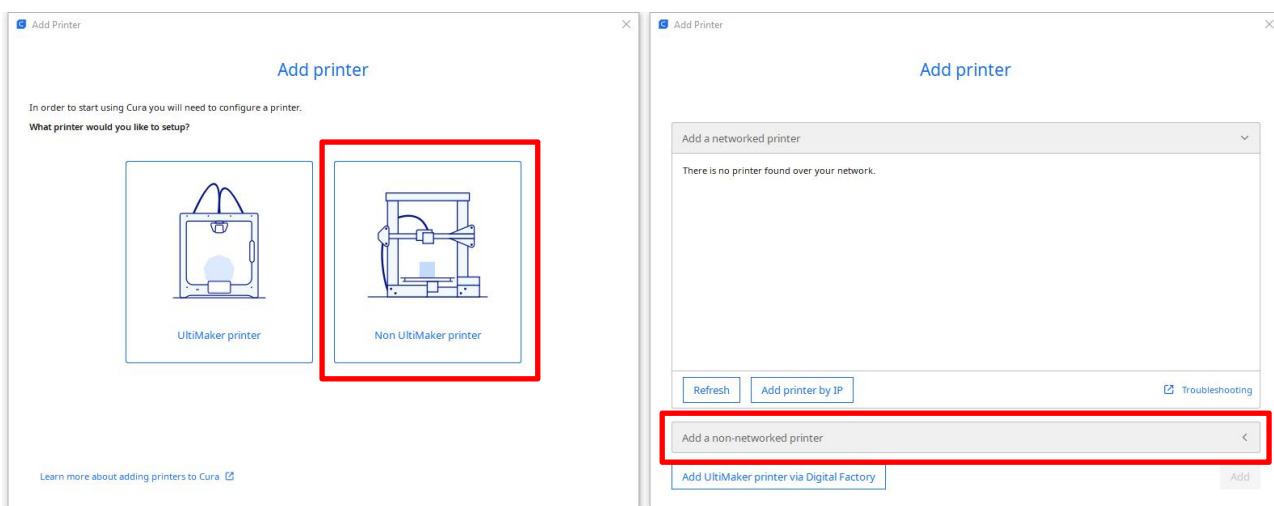 Add Printer
Add printer
In order to start using Cura you will need to configure a printer.
What printer would you like to setup?
UltiMaker printer
Non UltiMaker printer
Learn more about adding printers to Cura
Add Printer
Add printer
Add a networked printer
There is no printer found over your network.
Refresh
Add printer by IP
Troubleshooting
Add a non-networked printer
Add UltiMaker printer via Digital Factory
Add